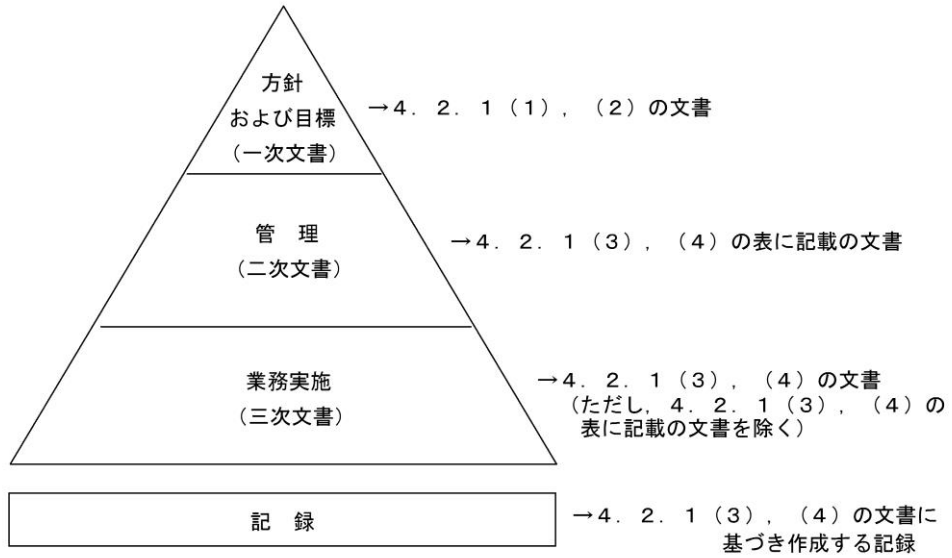 方針
および目標
(一次文書)
→4.2.1(1),(2)の文書
管 理
(二次文書)
→4.2.1(3),(4)の表に記載の文書
業務実施
(三次文書)
→4.2.1(3),(4)の文書
(ただし,4.2.1(3),(4)の
表に記載の文書を除く)
記 録
→4.2.1(3),(4)の文書に
基づき作成する記録